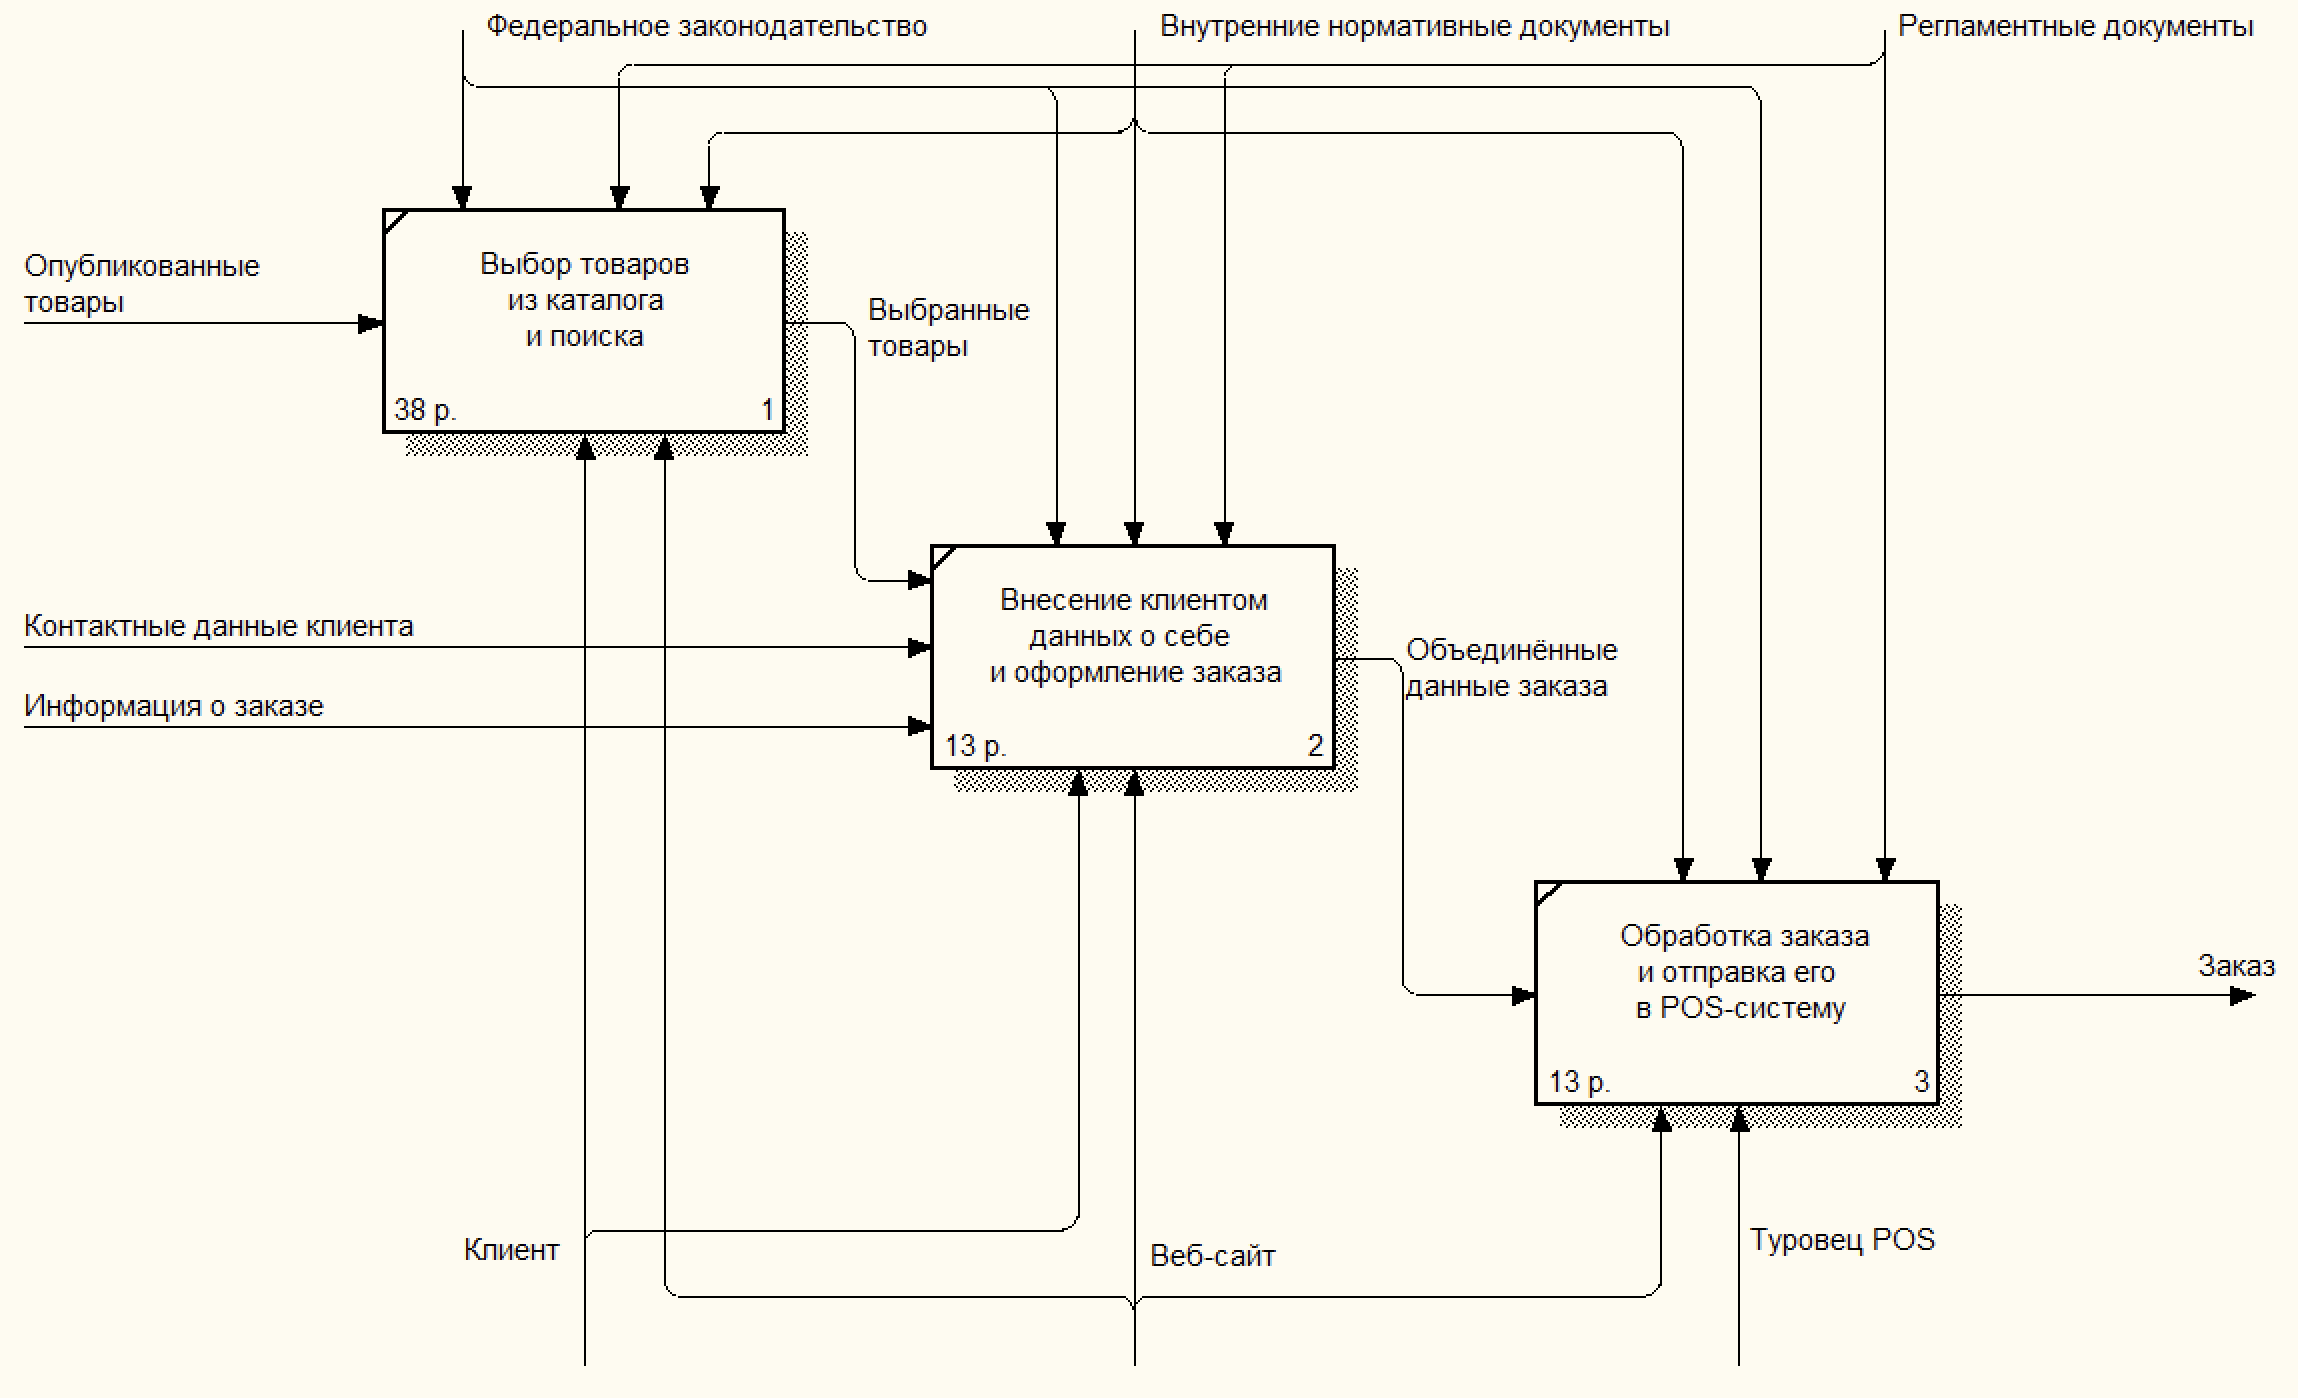 Федеральное законодательство
Внутренние нормативные документы
Регламентные документы
Опубликованные
товары
Выбор товаров
из каталога
и поиска
38 р.
1
Выбранные
товары
Контактные данные клиента
Информация о заказе
Внесение клиентом
данных о себе
и оформление заказа
13 р.
2
Объединённые
данные заказа
Обработка заказа
и отправка его
в POS-систему
13 р.
3
Заказ
Клиент
Веб-сайт
Туровец POS